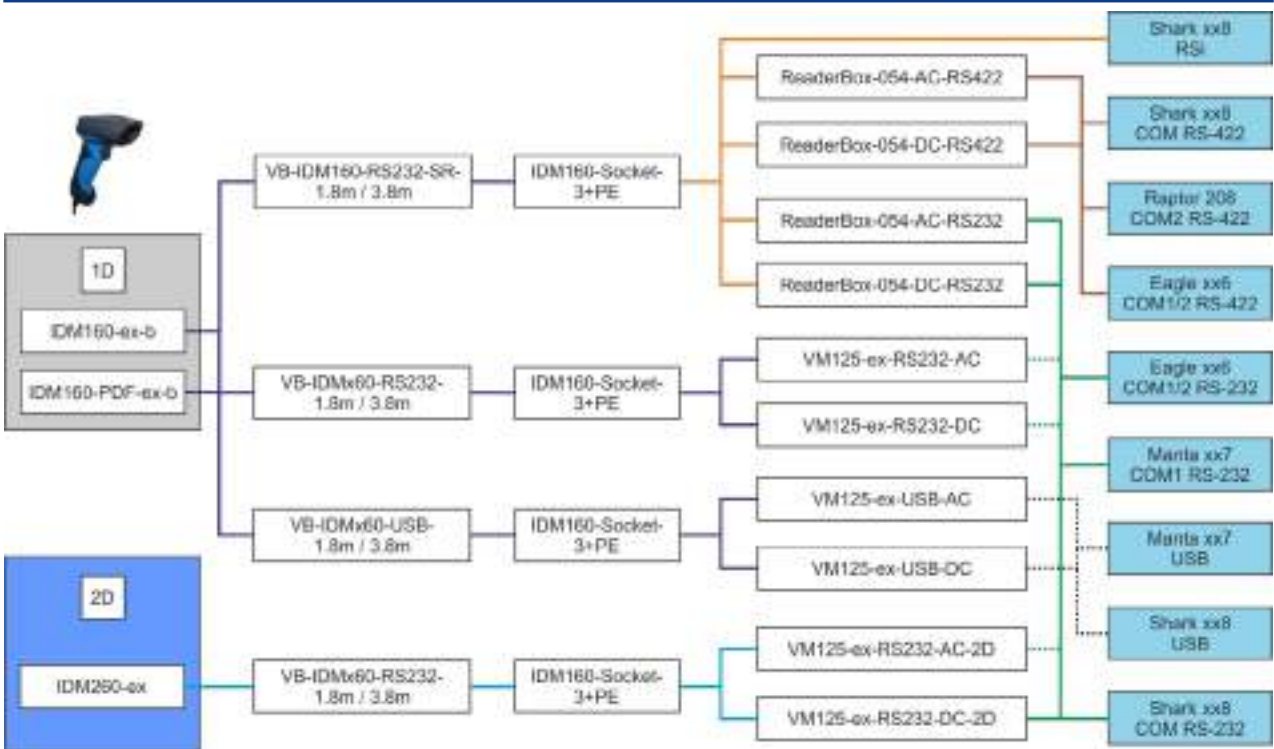 1D
IDM160-ex-b
IDM160-PDF-ex-b
2D
IDM260-ex
VB-IDM160-RS232-SR-
1.8m / 3.8m
VB-IDMx60-RS232-
1.8m / 3.8m
VB-IDMx60-USB-
1.8m / 3.8m
VB-IDMx60-RS232-
1.8m / 3.8m
IDM160-Socket-
3+PE
IDM160-Socket-
3+PE
IDM160-Socket-
3+PE
IDM160-Socket-
3+PE
ReaderBox-054-AC-RS422
ReaderBox-054-DC-RS422
ReaderBox-054-AC-RS232
ReaderBox-054-DC-RS232
VM125-ex-RS232-AC
VM125-ex-RS232-DC
VM125-ex-USB-AC
VM125-ex-USB-DC
VM125-ex-RS232-AC-2D
VM125-ex-RS232-DC-2D
Shark xx8
RSi
Shark xx8
COM RS-422
Raptor 208
COM2 RS-422
Eagle xx6
COM1/2 RS-422
Eagle xx6
COM1/2 RS-232
Manta xx7
COM1 RS-232
Manta xx7
USB
Shark xx8
USB
Shark xx8
COM RS-232